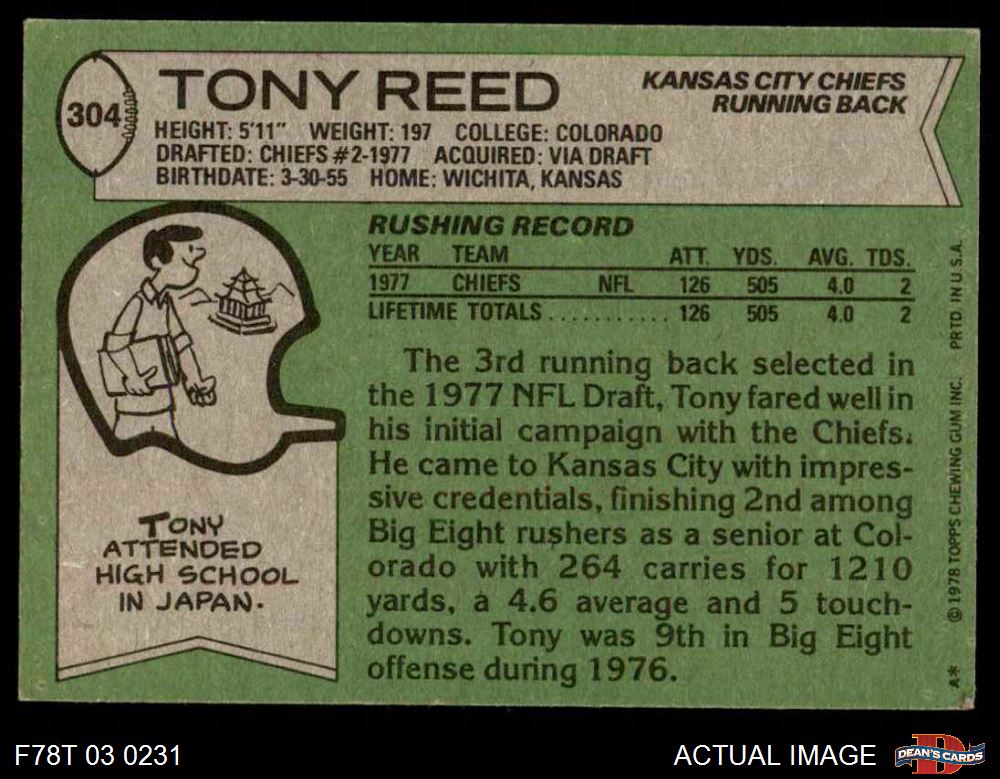 304
TONY REED
KANSAS CITY CHIEFS
RUNNING BACK
HEIGHT: 5'11" WEIGHT: 197 COLLEGE: COLORADO
DRAFTED: CHIEFS #2-1977 ACQUIRED: VIA DRAFT
BIRTHDATE: 3-30-55 HOME: WICHITA, KANSAS
RUSHING RECORD
YEAR TEAM ATT. YDS. AVG. TDS.
1977 CHIEFS NFL 126 505 4.0 2
LIFETIME TOTALS........... 126 505 4.0 2
The 3rd running back selected in
the 1977 NFL Draft, Tony fared well in
his initial campaign with the Chiefs.
He came to Kansas City with impres-
sive credentials, finishing 2nd among
Big Eight rushers as a senior at Col-
orado with 264 carries for 1210
yards, a 4.6 average and 5 touch-
downs. Tony was 9th in Big Eight
offense during 1976.
TONY
ATTENDED
HIGH SCHOOL
IN JAPAN.
A* © 1978 TOPPS CHEWING GUM INC. PRTD. IN U.S.A.
F78T 03 0231
ACTUAL IMAGE
D
DEAN'S CARDS